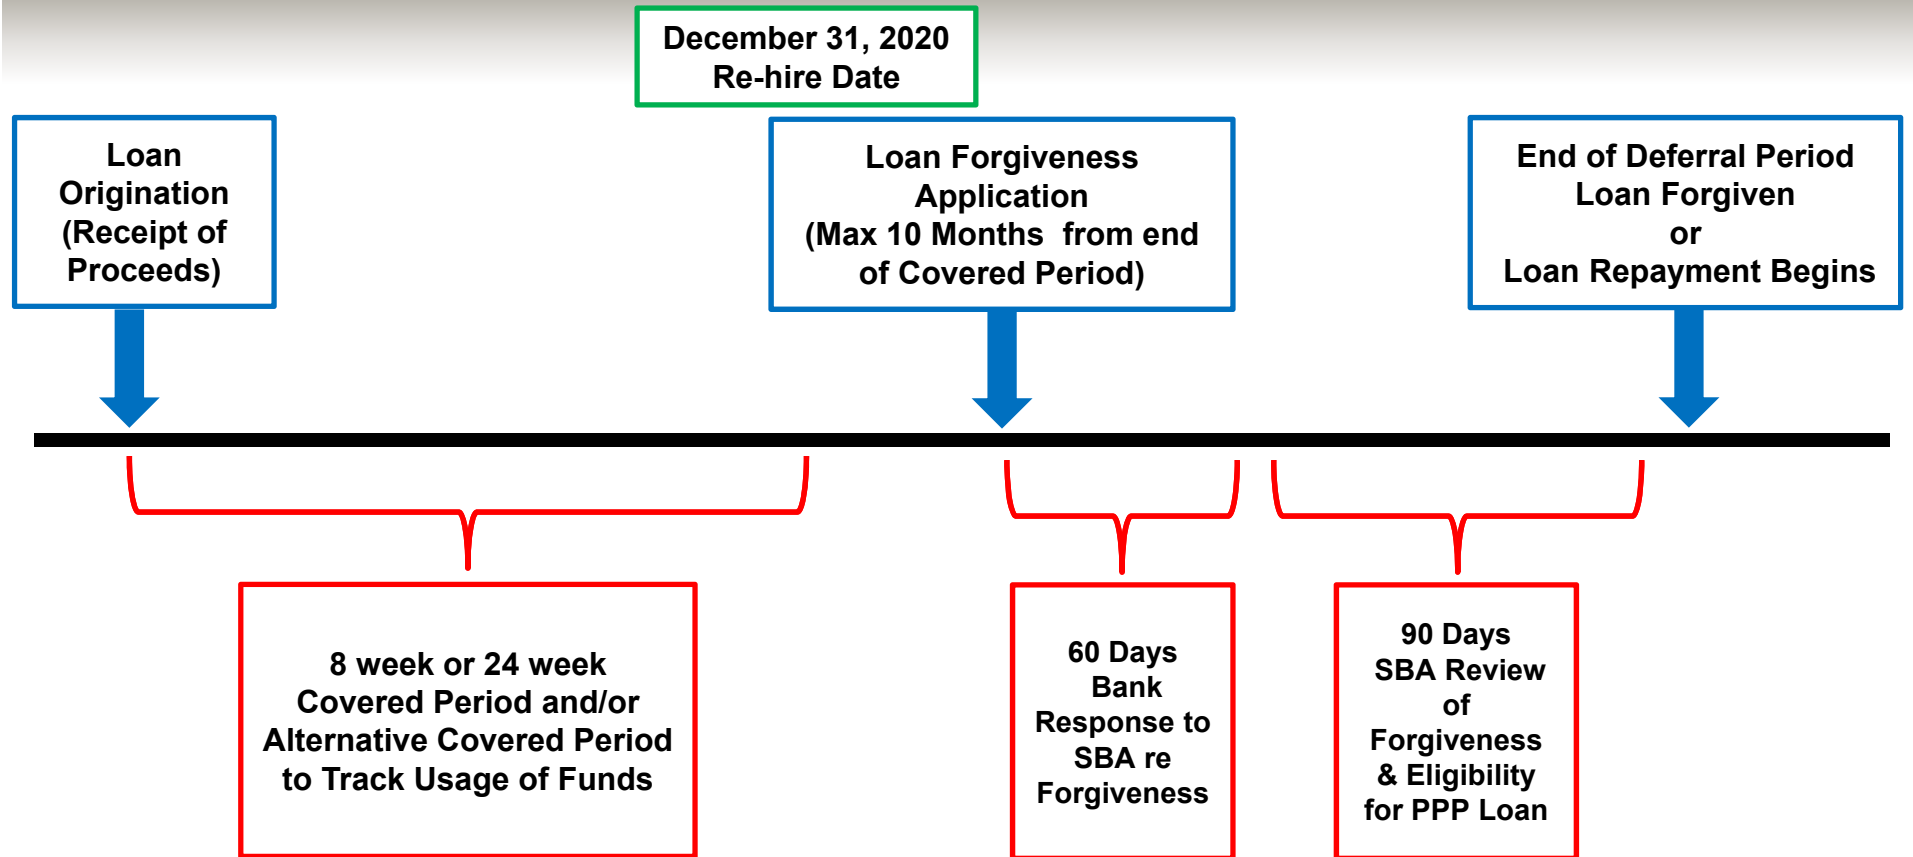 December 31, 2020
Re-hire Date
Loan
Origination
(Receipt of
Proceeds)
Loan Forgiveness
Application
(Max 10 Months from end
of Covered Period)
End of Deferral Period
Loan Forgiven
or
Loan Repayment Begins
8 week or 24 week
Covered Period and/or
Alternative Covered Period
to Track Usage of Funds
60 Days
Bank
Response to
SBA re
Forgiveness
90 Days
SBA Review
of
Forgiveness
& Eligibility
for PPP Loan